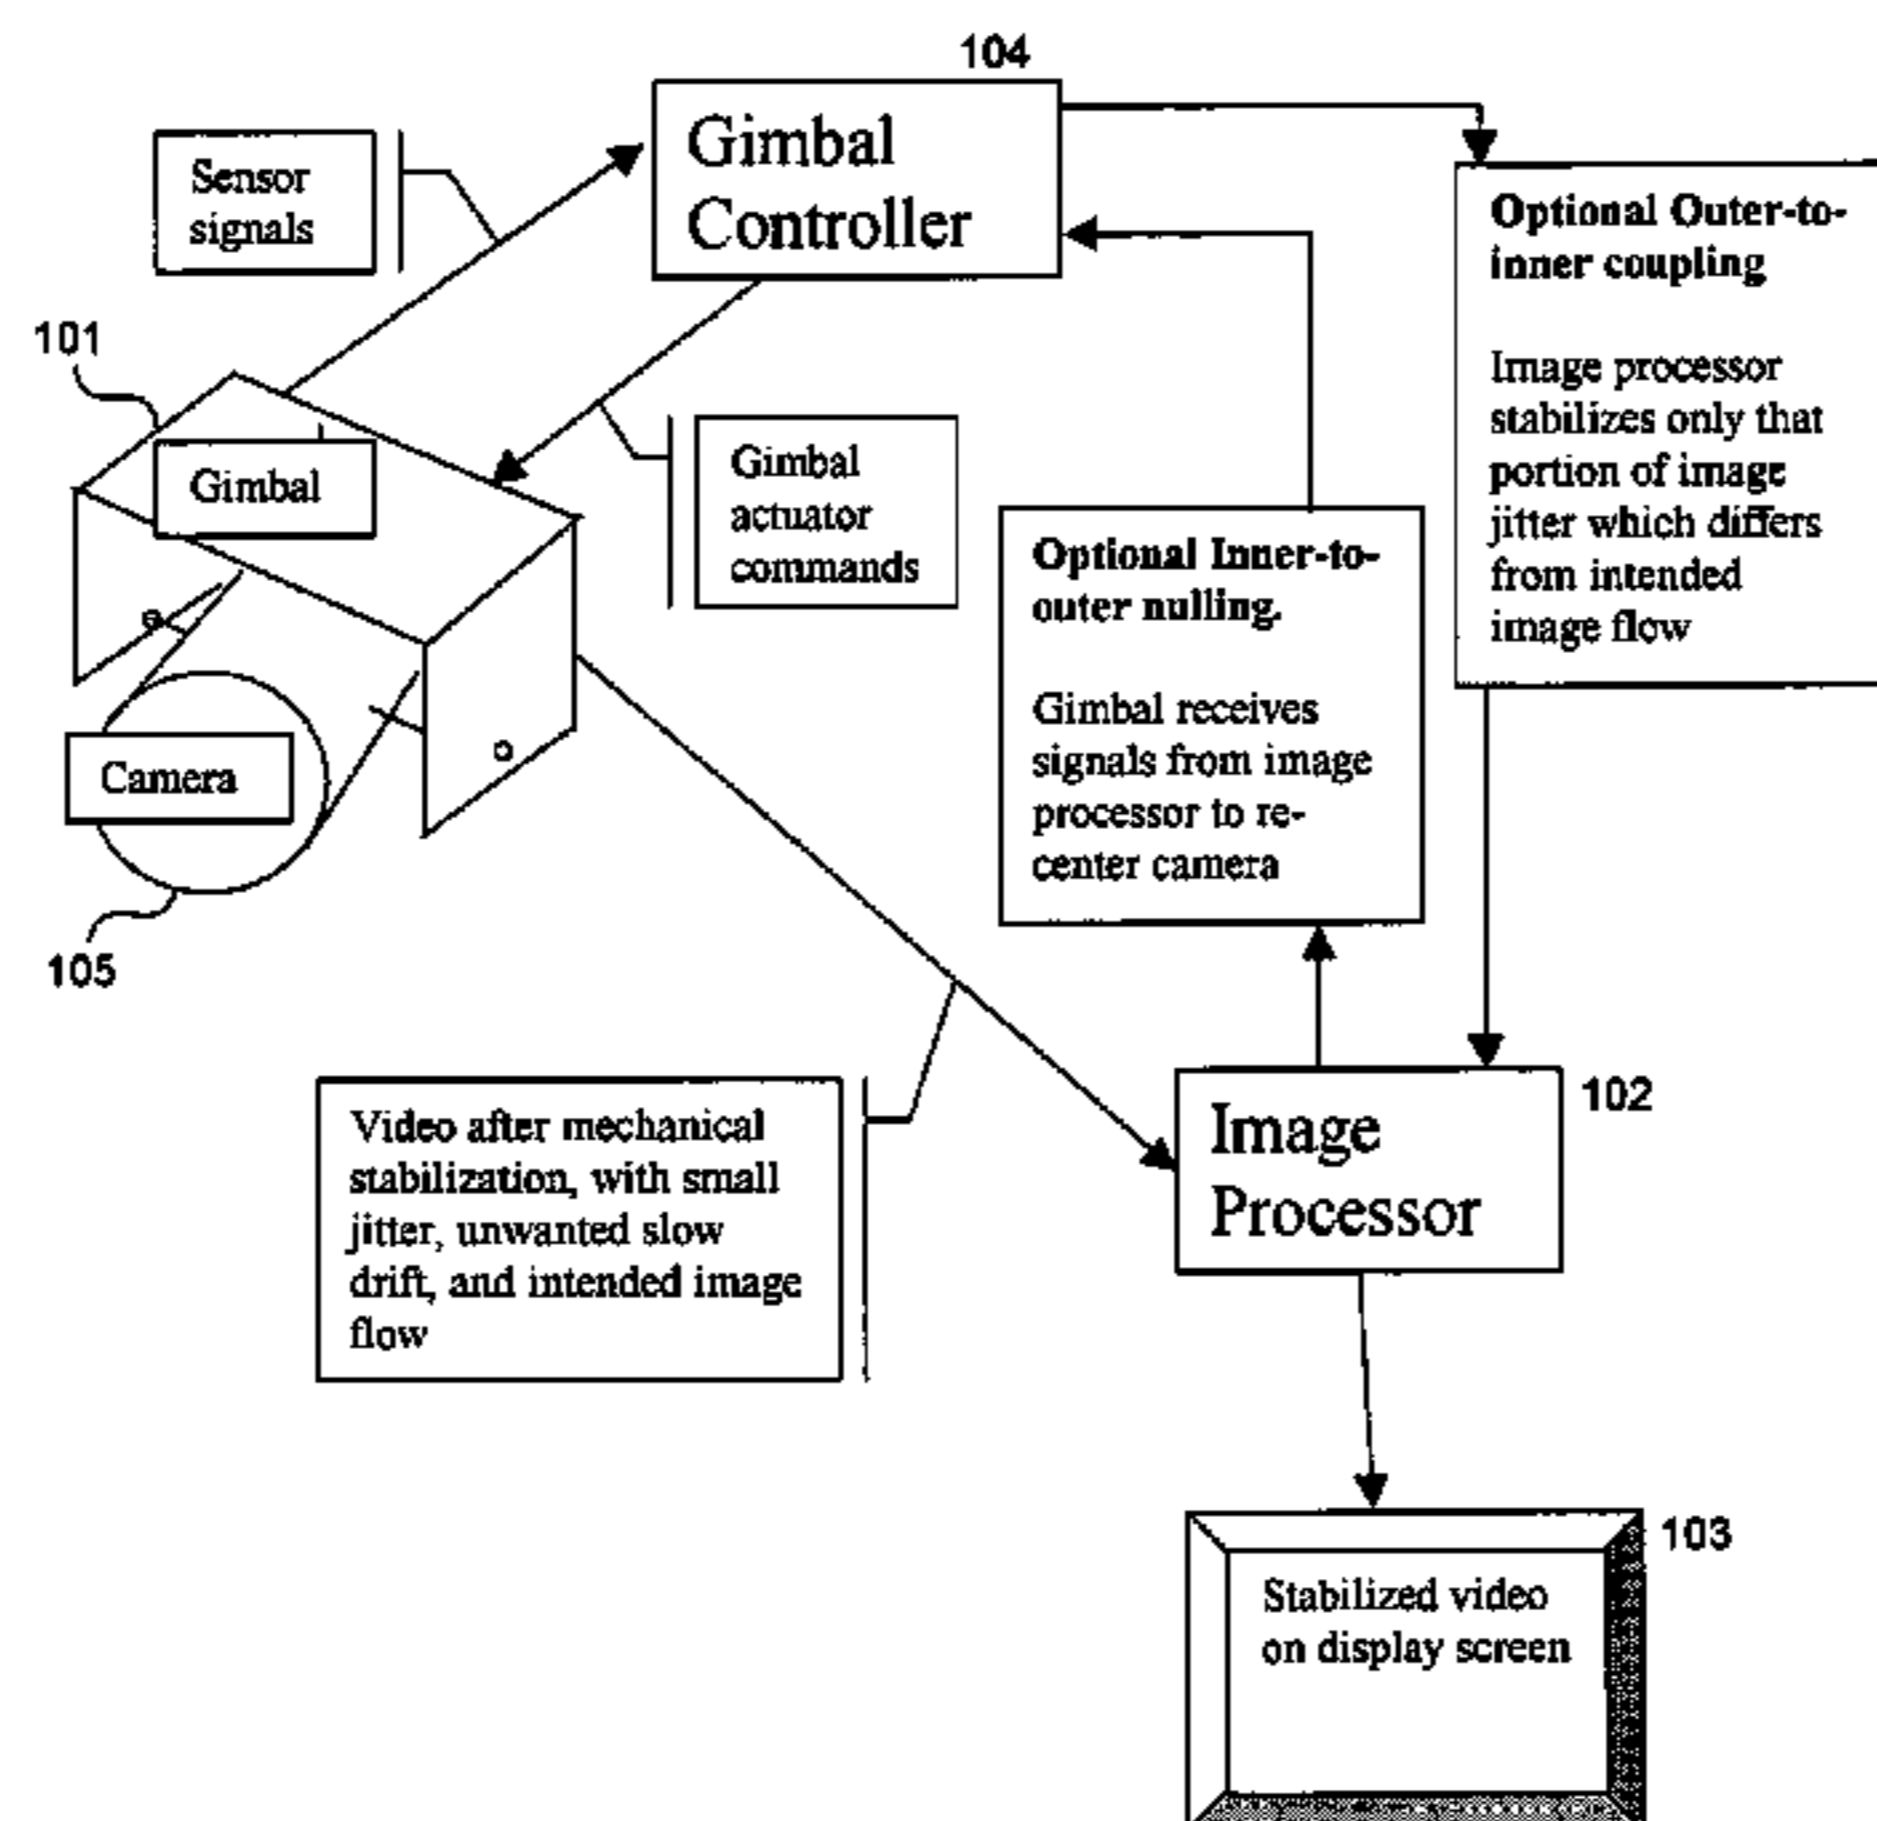 104
Gimbal
Controller
Sensor
signals
Optional Outer-to-
inner coupling
Image processor
stabilizes only that
portion of image
jitter which differs
from intended
image flow
101
Gimbal
Gimbal
actuator
commands
Optional Inner-to-
outer nulling.
Gimbal receives
signals from image
processor to re-
center camera
Camera
105
Video after mechanical
stabilization, with small
jitter, unwanted slow
drift, and intended image
flow
102
Image
Processor
103
Stabilized video
on display screen